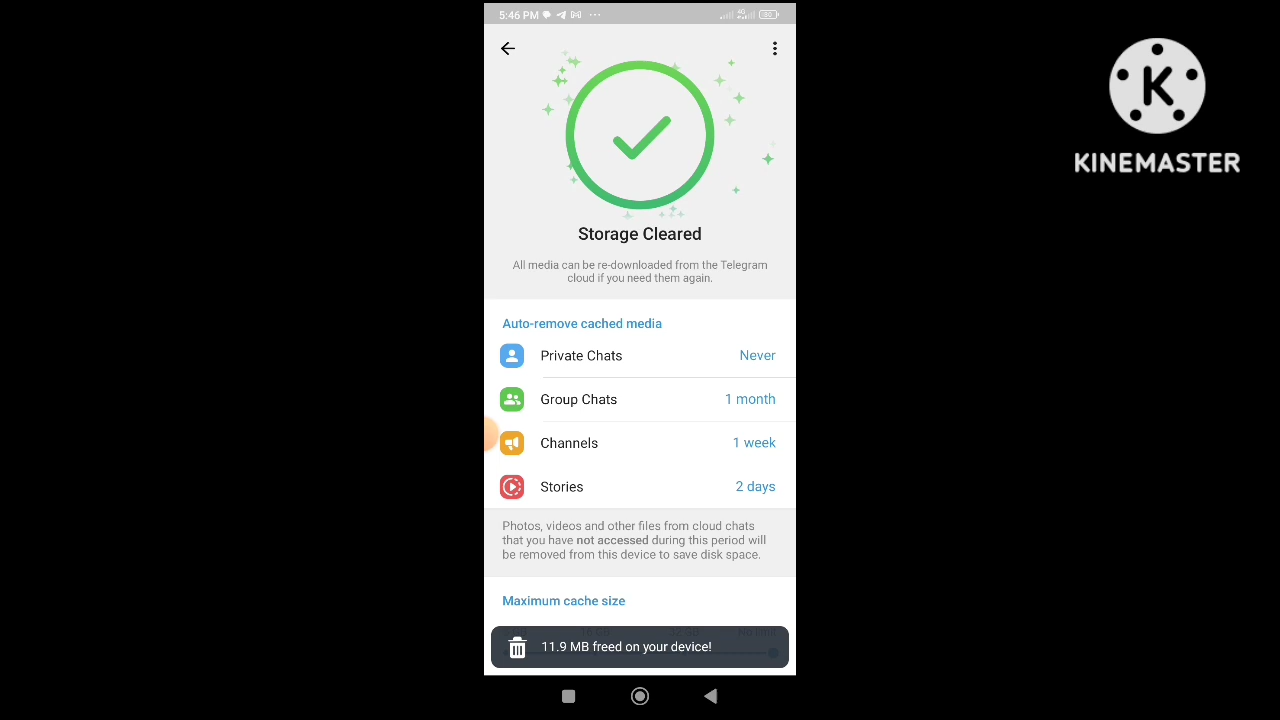 5:46 PM
4G
80
KINEMASTER
Storage Cleared
All media can be re-downloaded from the Telegram
cloud if you need them again.
Auto-remove cached media
Private Chats Never
Group Chats 1 month
Channels 1 week
Stories 2 days
Photos, videos and other files from cloud chats
that you have not accessed during this period will
be removed from this device to save disk space.
Maximum cache size
11.9 MB freed on your device!